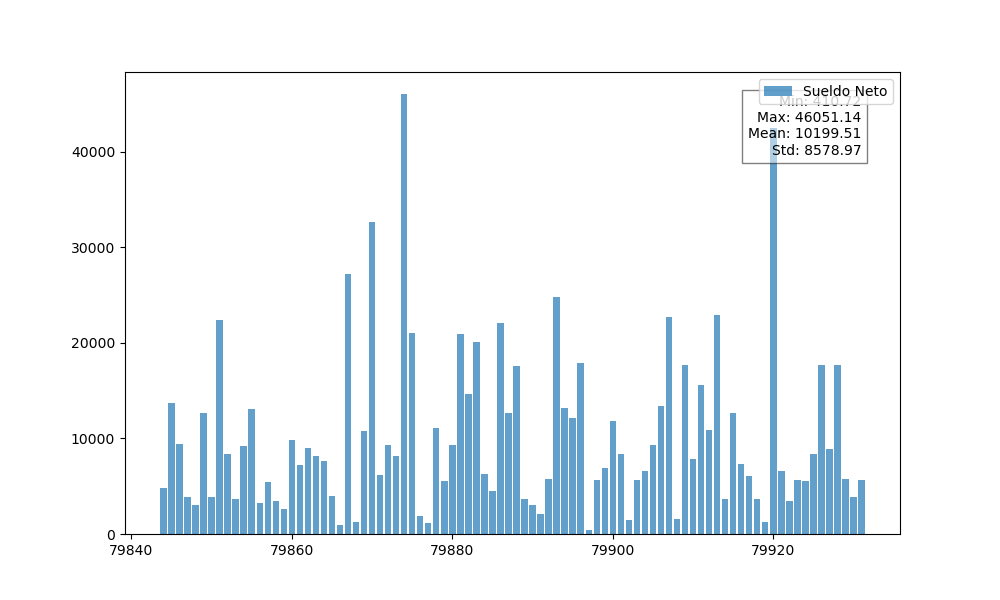 Sueldo Neto
Min: 410.72
Max: 46051.14
Mean: 10199.51
Std: 8578.97
40000
30000
20000
10000
0
79840 79860 79880 79900 79920